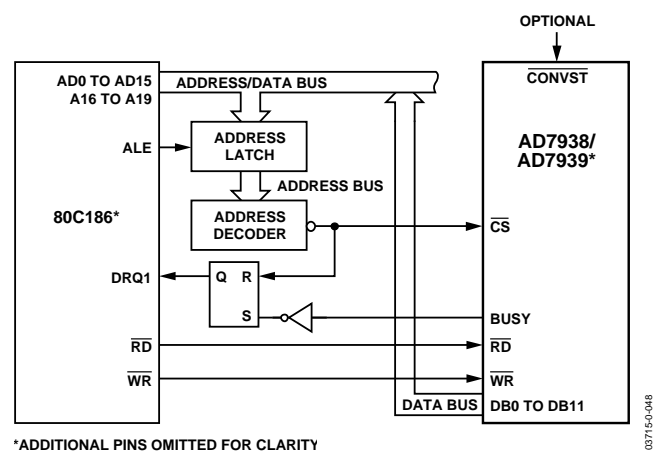 OPTIONAL
AD0 TO AD15
A16 TO A19
ADDRESS/DATA BUS
CONVST
ALE
ADDRESS
LATCH
AD7938/
AD7939*
ADDRESS BUS
80C186*
ADDRESS
DECODER
CS
DRQ1
Q R
S
BUSY
RD
RD
WR
WR
DATA BUS
DB0 TO DB11
*ADDITIONAL PINS OMITTED FOR CLARITY
03715-0-048